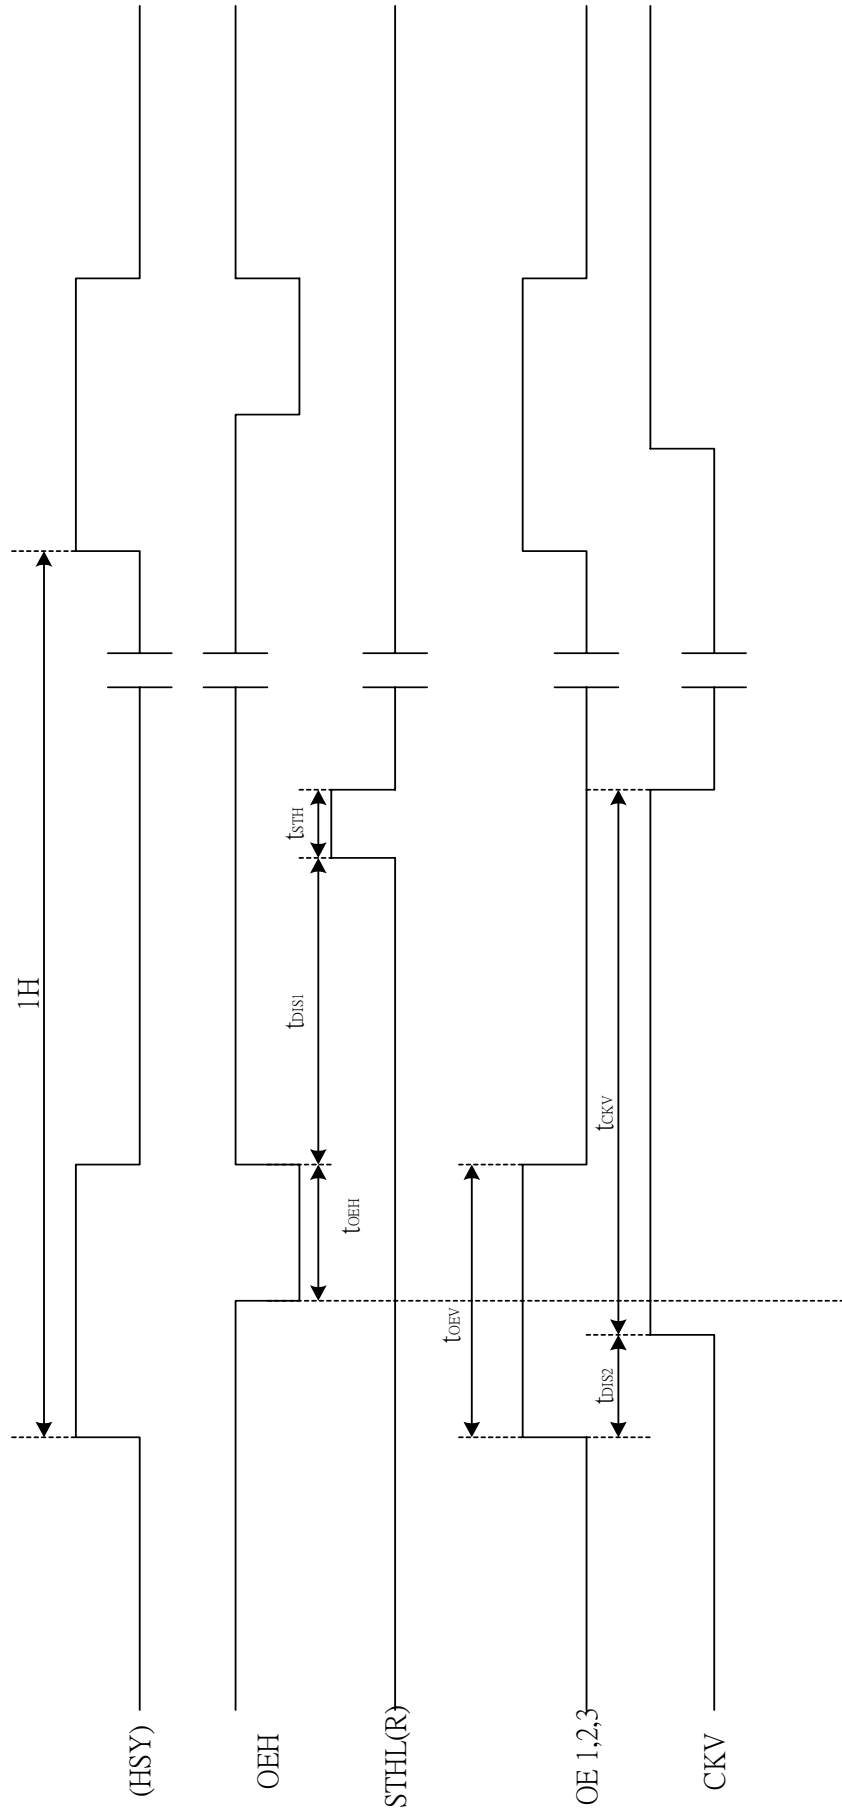 1H
(HSY)
OEH
tOEH
tDIS1
tSTH
STHL(R)
tOEV
OE 1,2,3
tDIS2
tCKV
CKV